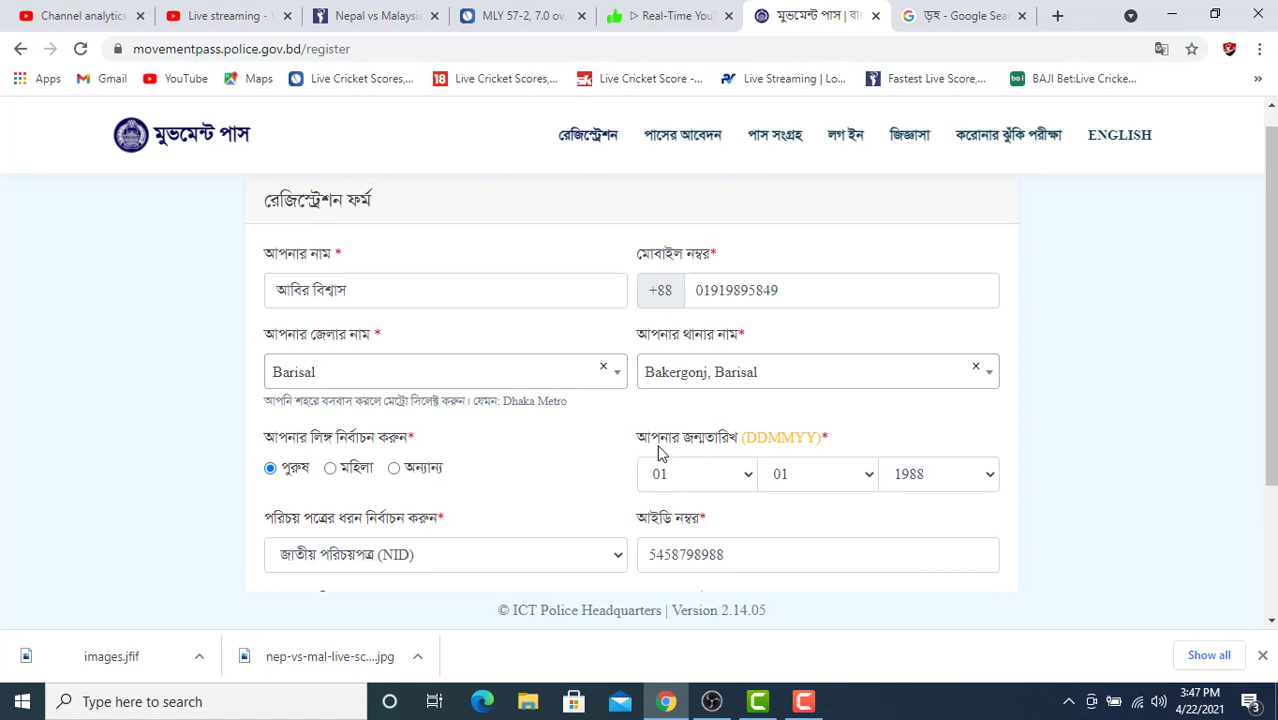 Channel analytics
Live streaming - Y
Nepal vs Malaysia
MLY 57-2, 7.0 ov.
▷ Real-Time You
মুভমেন্ট পাস | বাং
ড়হ - Google Sear
movementpass.police.gov.bd/register
Apps
Gmail
YouTube
Maps
Live Cricket Scores,...
Live Cricket Scores,...
Live Cricket Score -...
Live Streaming | Lo...
Fastest Live Score,...
BAJI Bet:Live Cricke...
»
মুভমেন্ট পাস
রেজিস্ট্রেশন
পাসের আবেদন
পাস সংগ্রহ
লগ ইন
জিজ্ঞাসা
করোনার ঝুঁকি পরীক্ষা
ENGLISH
রেজিস্ট্রেশন ফর্ম
আপনার নাম *
মোবাইল নম্বর*
আবির বিশ্বাস
+88 01919895849
আপনার জেলার নাম *
আপনার থানার নাম*
Barisal ×
Bakergonj, Barisal ×
আপনি শহরে বসবাস করলে মেট্রো সিলেক্ট করুন। যেমন: Dhaka Metro
আপনার লিঙ্গ নির্বাচন করুন*
আপনার জন্মতারিখ (DDMMYY)*
পুরুষ মহিলা অন্যান্য
01 01 1988
পরিচয় পত্রের ধরন নির্বাচন করুন*
আইডি নম্বর*
জাতীয় পরিচয়পত্র (NID)
5458798988
© ICT Police Headquarters | Version 2.14.05
images.jfif
nep-vs-mal-live-sc....jpg
Show all
Type here to search
3:47 PM
4/22/2021
3